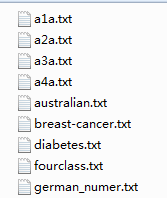 a1a.txt
a2a.txt
a3a.txt
a4a.txt
australian.txt
breast-cancer.txt
diabetes.txt
fourclass.txt
german_numer.txt